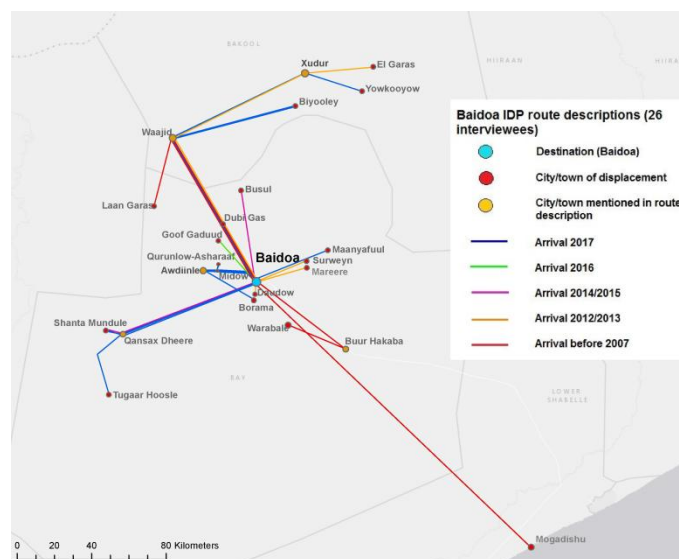 BAKOOL
HIIRAAN
Xudur
El Garas
Yowkooyow
Biyooley
Waajid
Laan Garas
Busul
Dubi Gas
Goof Gaduud
Baidoa
Maanyafuul
Qurunlow-Asharaaf
Surweyn
Awdiinle
Midow
Mareere
Daudow
Borama
Shanta Mundule
Warabale
Qansax Dheere
Buur Hakaba
BAY
Tugaar Hoosle
LOWER
SHABELLE
Mogadishu
Baidoa IDP route descriptions (26
interviewees)
Destination (Baidoa)
City/town of displacement
City/town mentioned in route
description
Arrival 2017
Arrival 2016
Arrival 2014/2015
Arrival 2012/2013
Arrival before 2007
0 20 40 80 Kilometers